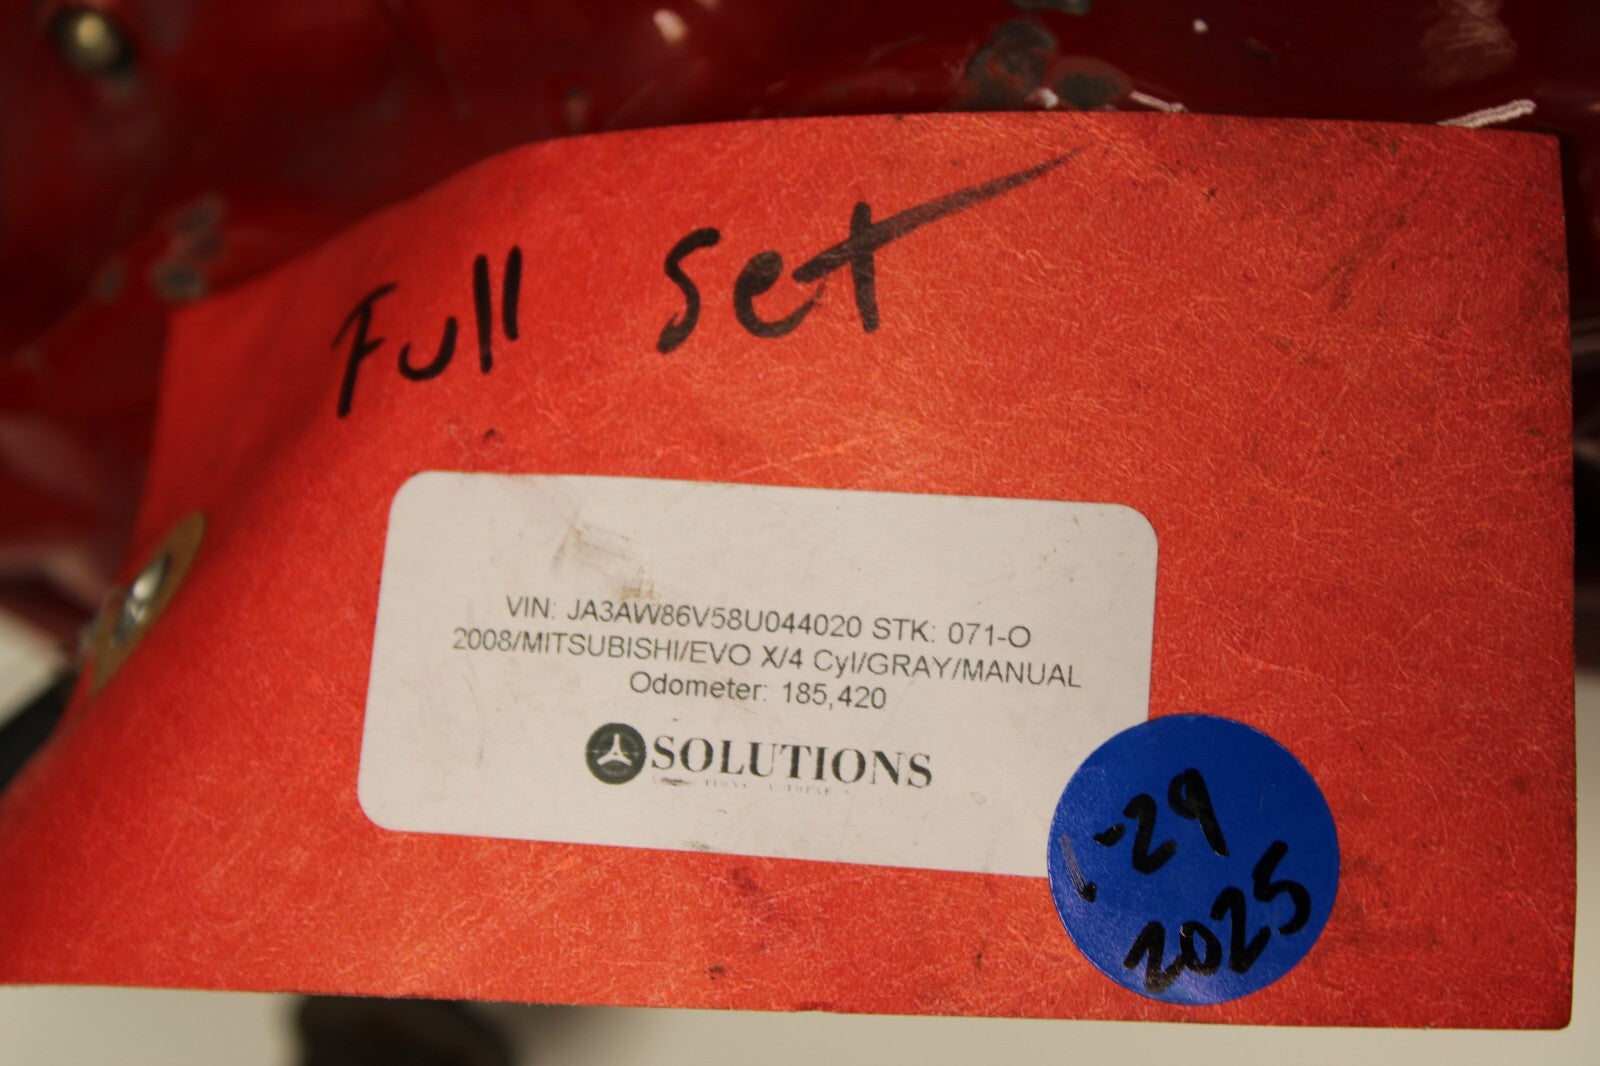 Full Set
VIN: JA3AW86V58U044020 STK: 071-O
2008/MITSUBISHI/EVO X/4 Cyl/GRAY/MANUAL
Odometer: 185,420
SOLUTIONS
1-29
2025